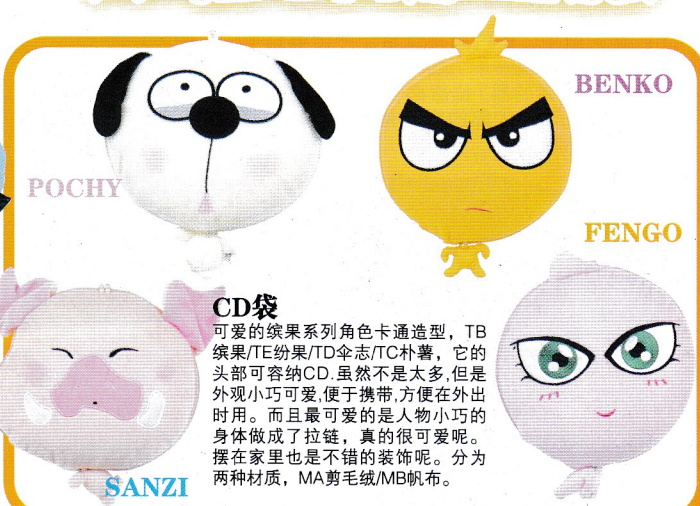 BENKO
POCHY
FENGO
CD袋
可爱的缤果系列角色卡通造型，TB
缤果/TE纷果/TD伞志/TC朴薯，它的
头部可容纳CD.虽然不是太多,但是
外观小巧可爱,便于携带,方便在外出
时用。而且最可爱的是人物小巧的
身体做成了拉链，真的很可爱呢。
摆在家里也是不错的装饰呢。分为
两种材质，MA剪毛绒/MB帆布。
SANZI